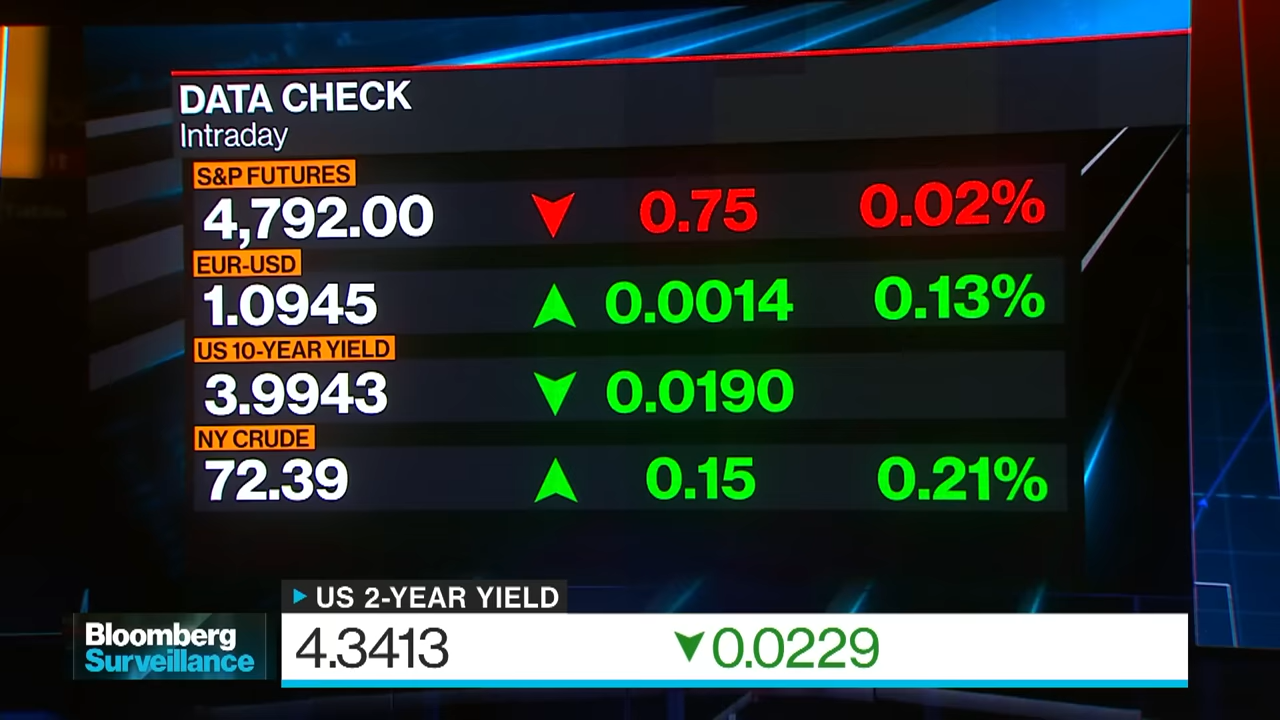 DATA CHECK
Intraday
S&P FUTURES
4,792.00 0.75 0.02%
EUR-USD
1.0945 0.0014 0.13%
US 10-YEAR YIELD
3.9943 0.0190
NY CRUDE
72.39 0.15 0.21%
US 2-YEAR YIELD
Bloomberg
Surveillance
4.3413 0.0229